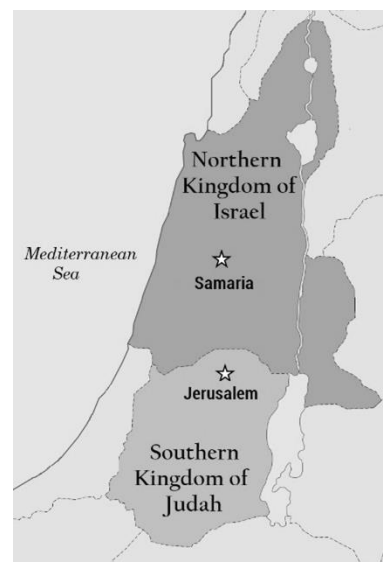 Northern
Kingdom of
Israel
Mediterranean
Sea
Samaria
Jerusalem
Southern
Kingdom of
Judah